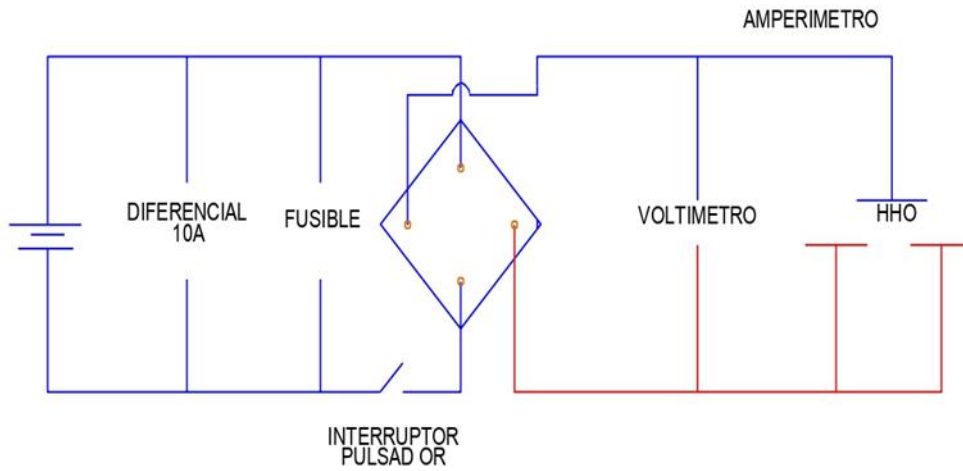 AMPERIMETRO
DIFERENCIAL
10A
FUSIBLE
VOLTIMETRO
HHO
INTERRUPTOR
PULSAD OR